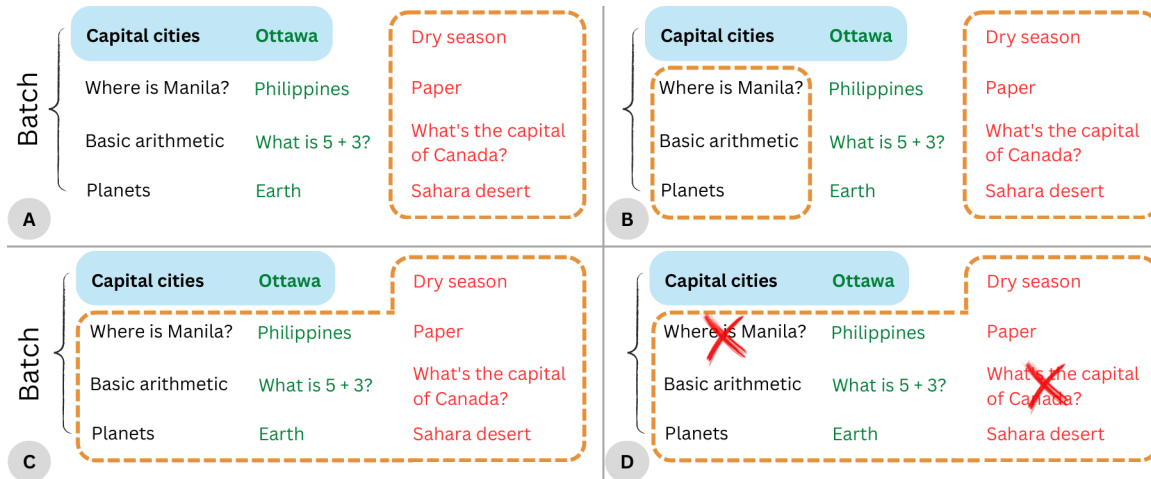 Batch
Capital cities Ottawa Dry season
Where is Manila? Philippines Paper
Basic arithmetic What is 5 + 3? What's the capital
of Canada?
Planets Earth Sahara desert
A
Capital cities Ottawa Dry season
Where is Manila? Philippines Paper
Basic arithmetic What is 5 + 3? What's the capital
of Canada?
Planets Earth Sahara desert
B
Batch
Capital cities Ottawa Dry season
Where is Manila? Philippines Paper
Basic arithmetic What is 5 + 3? What's the capital
of Canada?
Planets Earth Sahara desert
C
Capital cities Ottawa Dry season
Where is Manila? Philippines Paper
Basic arithmetic What is 5 + 3? What's the capital
of Canada?
Planets Earth Sahara desert
D